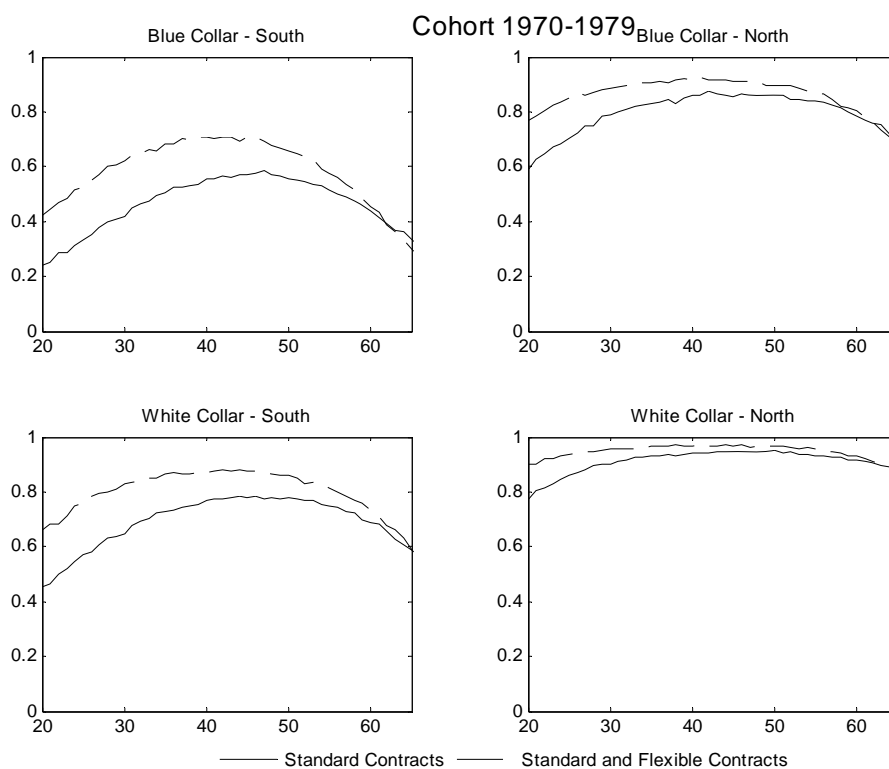 Cohort 1970-1979
Blue Collar - South
Blue Collar - North
1
0.8
0.6
0.4
0.2
0
20 30 40 50 60
1
0.8
0.6
0.4
0.2
0
20 30 40 50 60
White Collar - South
White Collar - North
1
0.8
0.6
0.4
0.2
0
20 30 40 50 60
1
0.8
0.6
0.4
0.2
0
20 30 40 50 60
Standard Contracts
Standard and Flexible Contracts